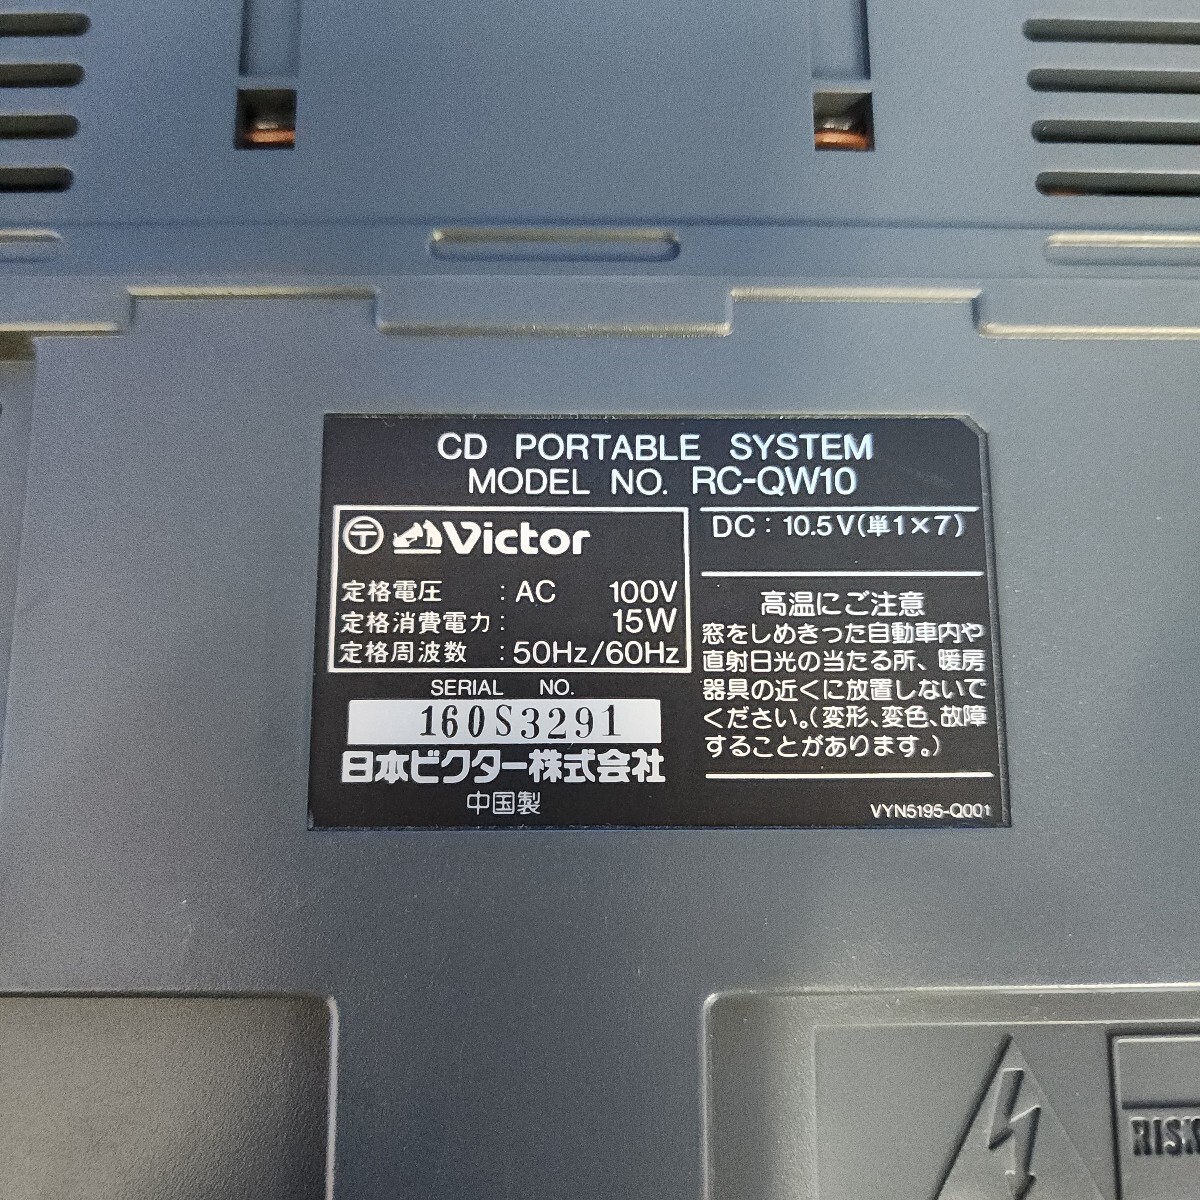 CD PORTABLE SYSTEM
MODEL NO. RC-QW10
〒 Victor
定格電圧 : AC 100V
定格消費電力 : 15W
定格周波数 : 50Hz/60Hz
SERIAL NO.
160S3291
日本ビクター株式会社
中国製
DC : 10.5V(単1×7)
高温にご注意
窓をしめきった自動車内や
直射日光の当たる所、暖房
器具の近くに放置しないで
ください。(変形、変色、故障
することがあります。)
VYN5195-Q001
RISK